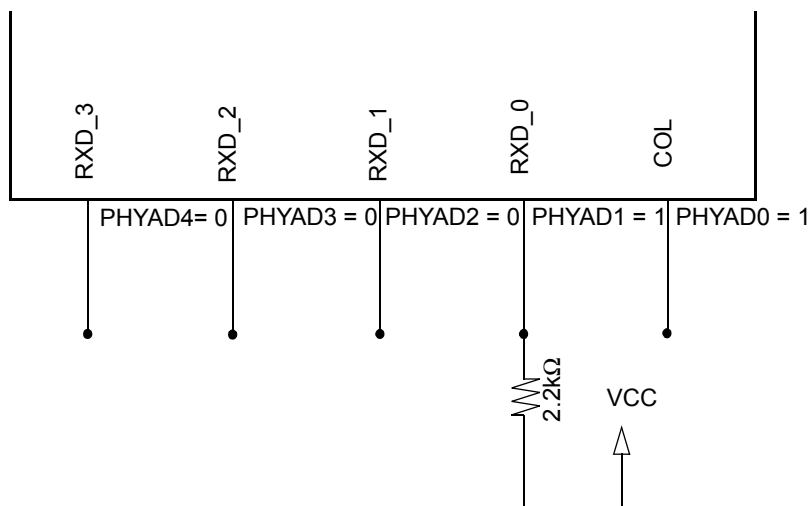 RXD_3
RXD_2
RXD_1
RXD_0
COL
PHYAD4= 0
PHYAD3 = 0
PHYAD2 = 0
PHYAD1 = 1
PHYAD0 = 1
2.2kΩ
VCC